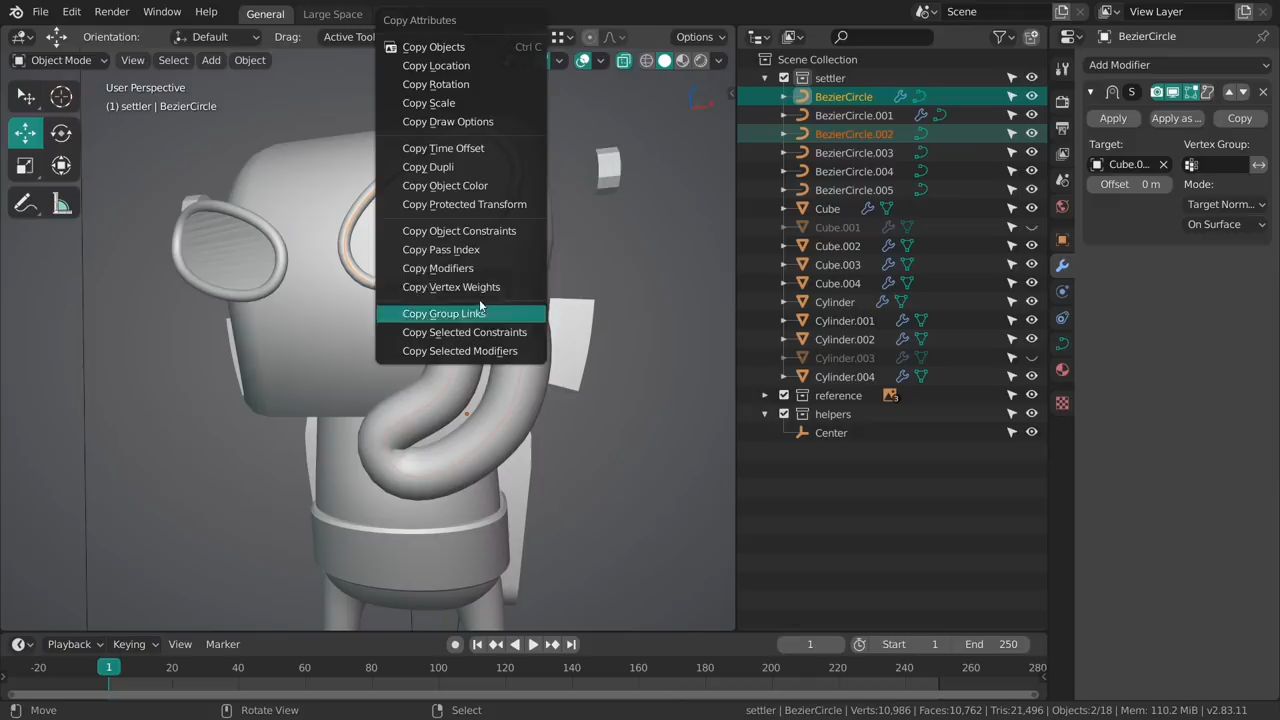 File Edit Render Window Help General Large Space Scene View Layer
Copy Attributes
Orientation: Default Drag: Active Tool Options
Object Mode View Select Add Object
User Perspective
(1) settler | BezierCircle
Copy Objects Ctrl C
Copy Location
Copy Rotation
Copy Scale
Copy Draw Options
Copy Time Offset
Copy Dupli
Copy Object Color
Copy Protected Transform
Copy Object Constraints
Copy Pass Index
Copy Modifiers
Copy Vertex Weights
Copy Group Links
Copy Selected Constraints
Copy Selected Modifiers
Scene Collection
settler
BezierCircle
BezierCircle.001
BezierCircle.002
BezierCircle.003
BezierCircle.004
BezierCircle.005
Cube
Cube.001
Cube.002
Cube.003
Cube.004
Cylinder
Cylinder.001
Cylinder.002
Cylinder.003
Cylinder.004
reference 3
helpers
Center
BezierCircle
Add Modifier
S
Apply Apply as ... Copy
Target: Vertex Group:
Cube.0...
Offset 0 m Mode:
Target Norm...
On Surface
Playback Keying View Marker 1 Start 1 End 250
-20 1 20 40 60 80 100 120 140 160 180 200 220 240 260 280
Move Rotate View Select settler | BezierCircle | Verts:10,986 | Faces:10,762 | Tris:21,496 | Objects:2/18 | Mem: 110.2 MiB | v2.83.11